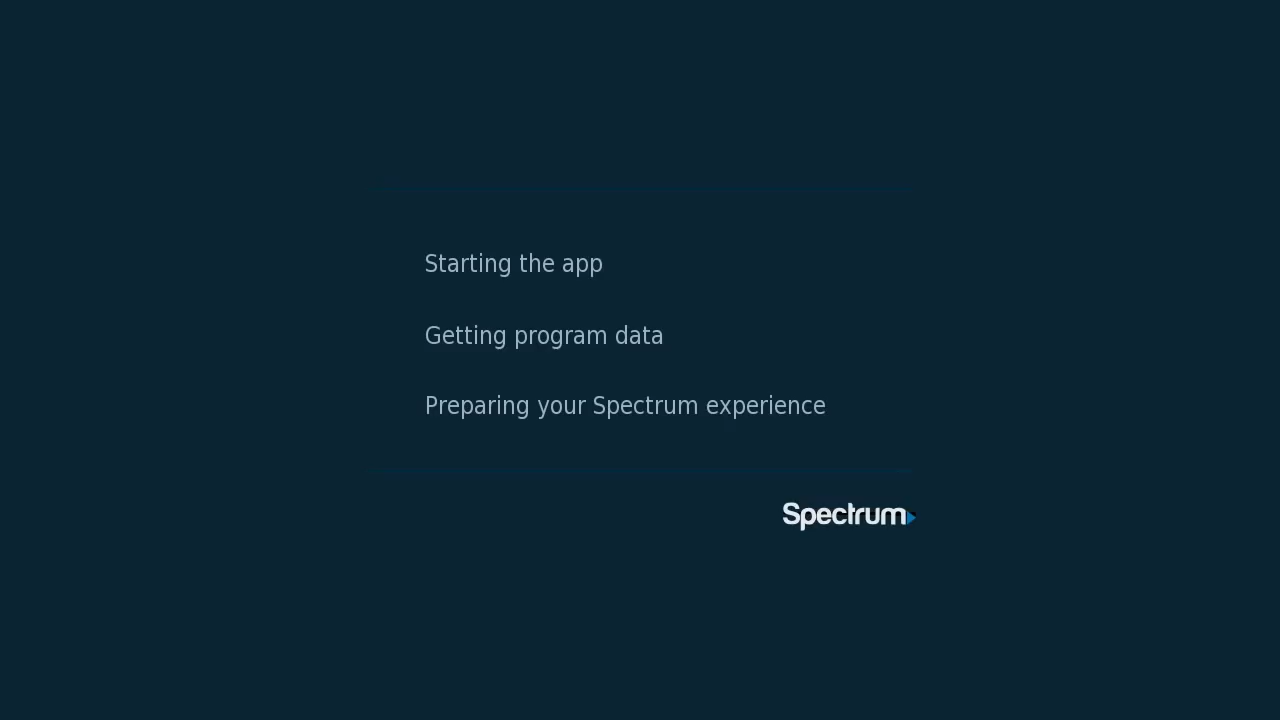 Starting the app
Getting program data
Preparing your Spectrum experience
Spectrum